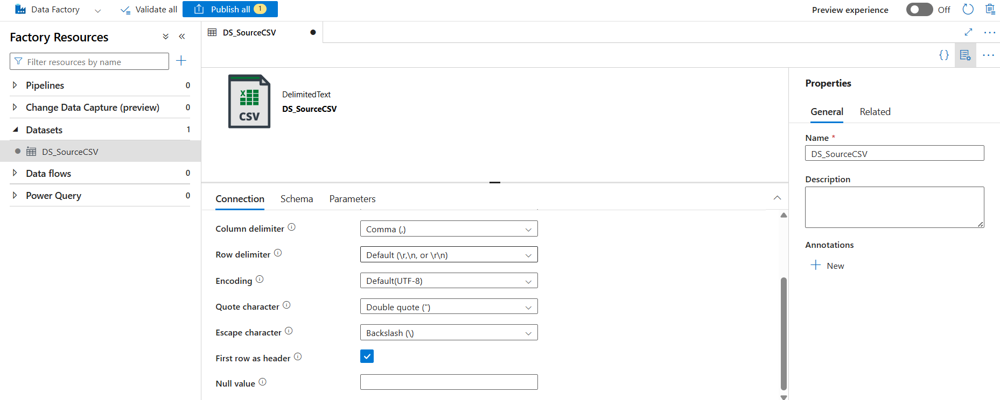 Data Factory
Validate all
Publish all 1
Preview experience
Off
Factory Resources
Filter resources by name
Pipelines 0
Change Data Capture (preview) 0
Datasets 1
DS_SourceCSV
Data flows 0
Power Query 0
DS_SourceCSV
{}
X
CSV
DelimitedText
DS_SourceCSV
Connection
Schema
Parameters
Column delimiter Comma (,)
Row delimiter Default (\r,\n, or \r\n)
Encoding Default(UTF-8)
Quote character Double quote (")
Escape character Backslash (\)
First row as header
Null value
Properties
General
Related
Name *
DS_SourceCSV
Description
Annotations
New